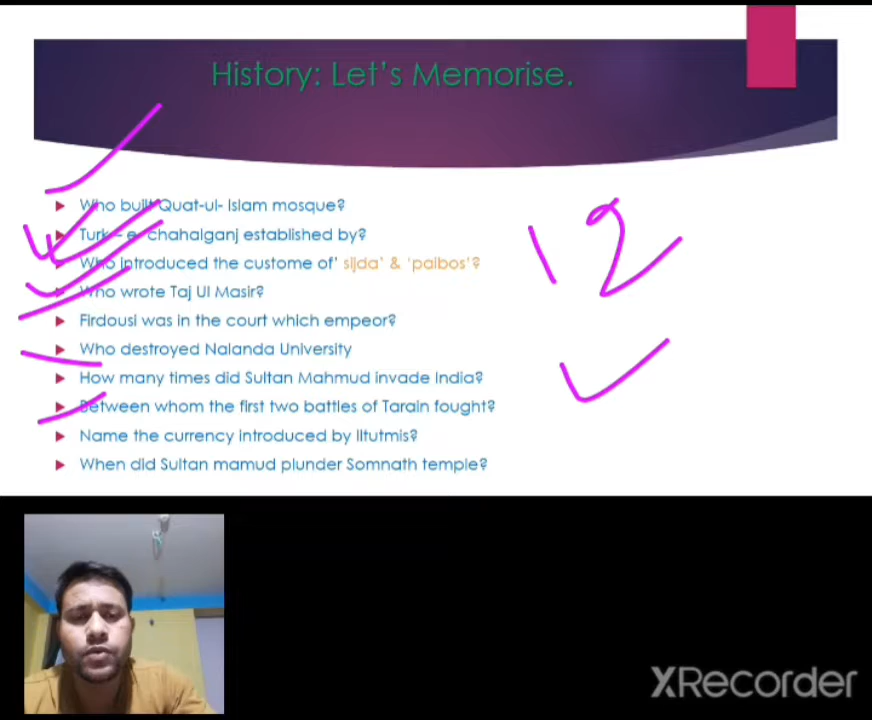 History: Let's Memorise.
Who built Quat-ul- Islam mosque?
Turk - e- chahalganj established by?
Who introduced the custome of' sijda' & 'paibos'?
Who wrote Taj Ul Masir?
Firdousi was in the court which empeor?
Who destroyed Nalanda University
How many times did Sultan Mahmud invade India?
Between whom the first two battles of Tarain fought?
Name the currency introduced by Iltutmis?
When did Sultan mamud plunder Somnath temple?
12
XRecorder